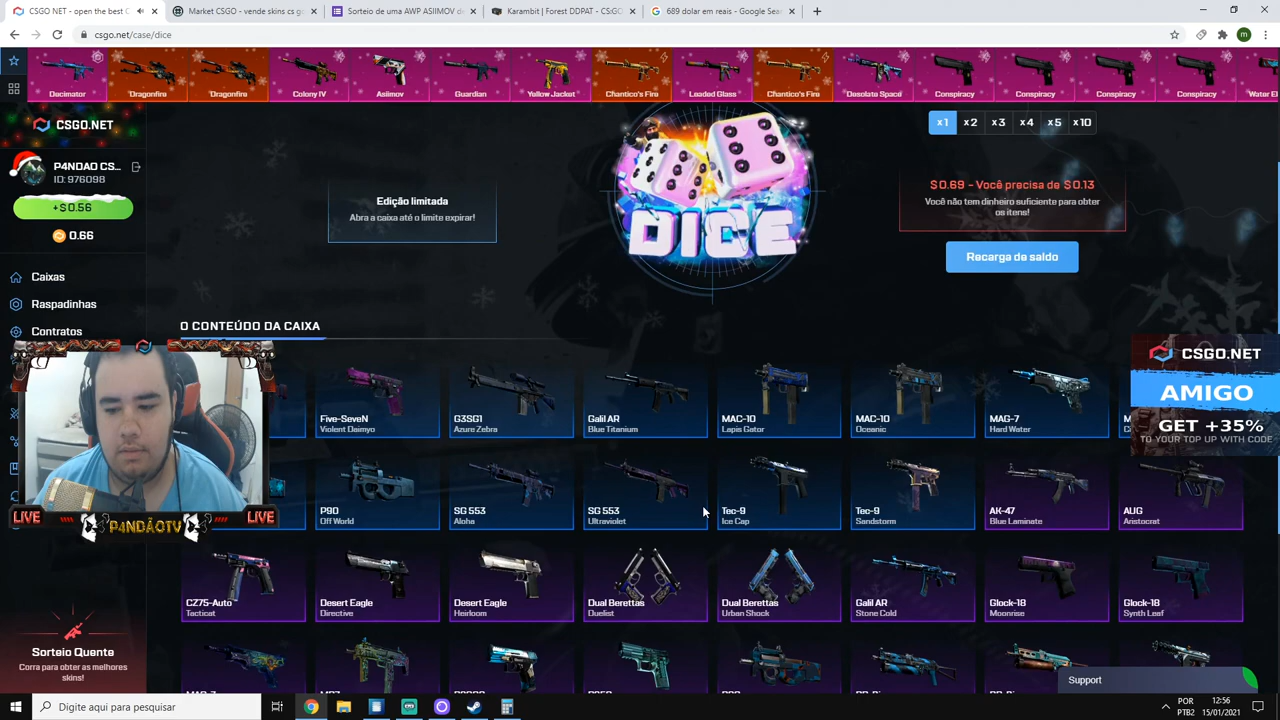 CSGO NET - open the best C
Market CSGO - vende skins cs g
Sorteio de uma AWP ASIIMOV d
Karambit | Forest DDPAT - CS:GO
689 dolar em reais - Google Sear
csgo.net/case/dice
Decimator
Dragonfire
Dragonfire
Colony IV
Asiimov
Guardian
Yellow Jacket
Chantico's Fire
Leaded Glass
Chantico's Fire
Desolate Space
Conspiracy
Conspiracy
Conspiracy
Conspiracy
Water El
CSGO.NET
P4NDAO CS...
ID: 976098
+$0.56
0.66
Caixas
Raspadinhas
Contratos
Edição limitada
Abra a caixa até o limite expirar!
DICE
x1 x2 x3 x4 x5 x10
$0.69 - Você precisa de $0.13
Você não tem dinheiro suficiente para obter
os itens!
Recarga de saldo
O CONTEÚDO DA CAIXA
Five-SeveN
Violent Daimyo
G3SG1
Azure Zebra
Galil AR
Blue Titanium
MAC-10
Lapis Gator
MAC-10
Oceanic
MAG-7
Hard Water
CSGO.NET
AMIGO
GET +35%
TO YOUR TOP UP WITH CODE
P90
Off World
SG 553
Aloha
SG 553
Ultraviolet
Tec-9
Ice Cap
Tec-9
Sandstorm
AK-47
Blue Laminate
AUG
Aristocrat
LIVE
P4NDÃOTV
LIVE
CZ75-Auto
Tacticat
Desert Eagle
Directive
Desert Eagle
Heirloom
Dual Berettas
Duelist
Dual Berettas
Urban Shock
Galil AR
Stone Cold
Glock-18
Moonrise
Glock-18
Synth Leaf
Sorteio Quente
Corra para obter as melhores
skins!
Support
Digite aqui para pesquisar
POR
PTB2
12:56
15/01/2021